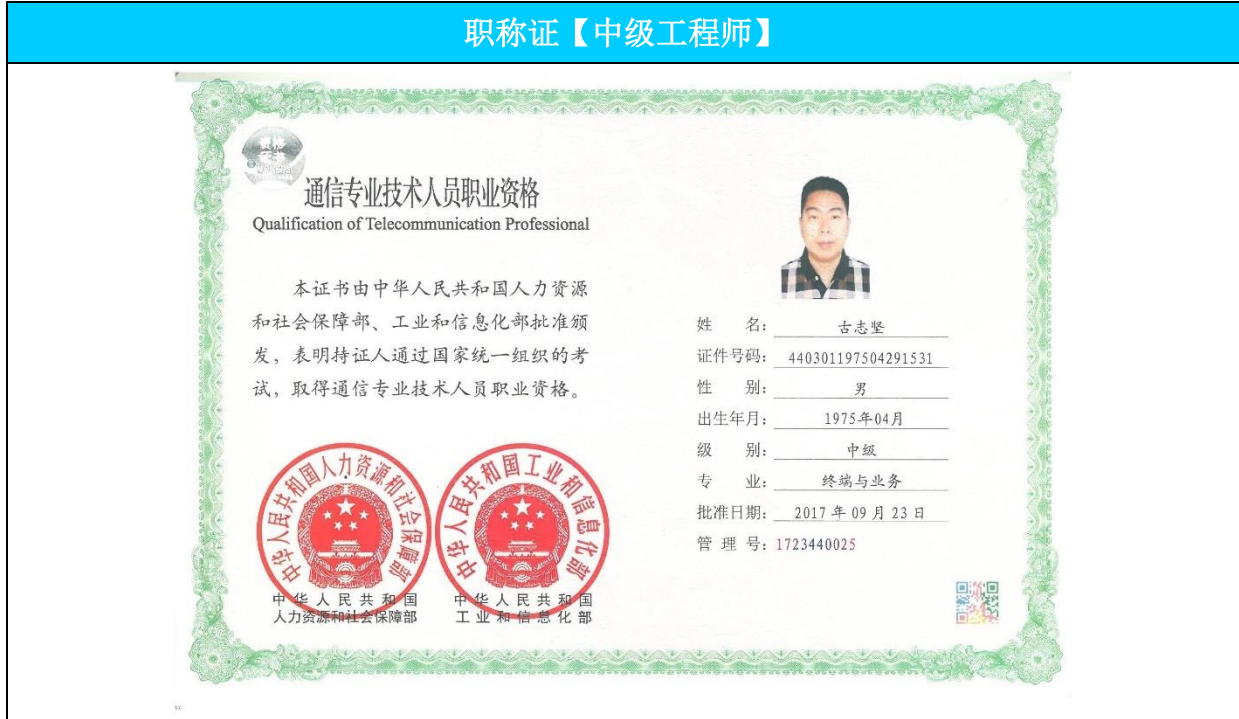 职称证【中级工程师】
通信专业技术人员职业资格
Qualification of Telecommunication Professional
本证书由中华人民共和国人力资源
和社会保障部、工业和信息化部批准颁
发，表明持证人通过国家统一组织的考
试，取得通信专业技术人员职业资格。
中华人民共和国人力资源和社会保障部
中华人民共和国工业和信息化部
中华人民共和国
人力资源和社会保障部
中华人民共和国
工业和信息化部
姓 名： 古志坚
证件号码： 440301197504291531
性 别： 男
出生年月： 1975年04月
级 别： 中级
专 业： 终端与业务
批准日期： 2017年09月23日
管 理 号：1723440025